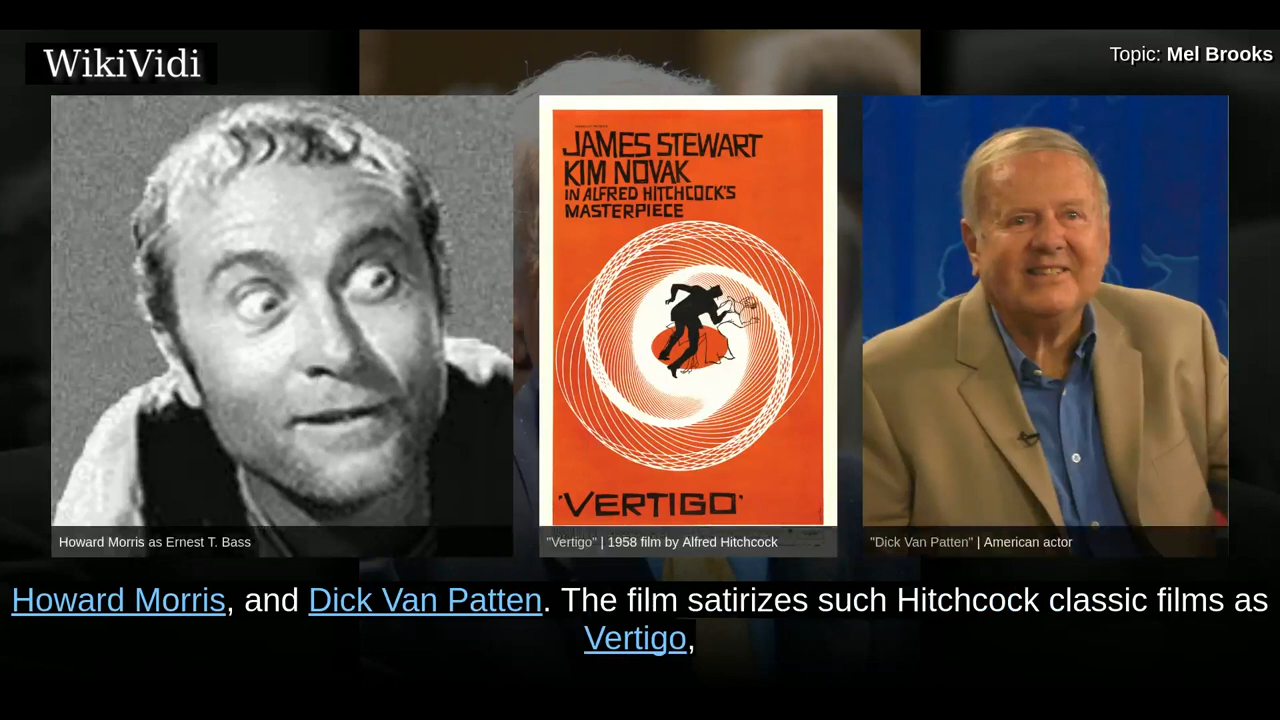 WikiVidi
Topic: Mel Brooks
JAMES STEWART
KIM NOVAK
IN ALFRED HITCHCOCK'S
MASTERPIECE
'VERTIGO'
Howard Morris as Ernest T. Bass
"Vertigo" | 1958 film by Alfred Hitchcock
"Dick Van Patten" | American actor
Howard Morris, and Dick Van Patten. The film satirizes such Hitchcock classic films as
Vertigo,